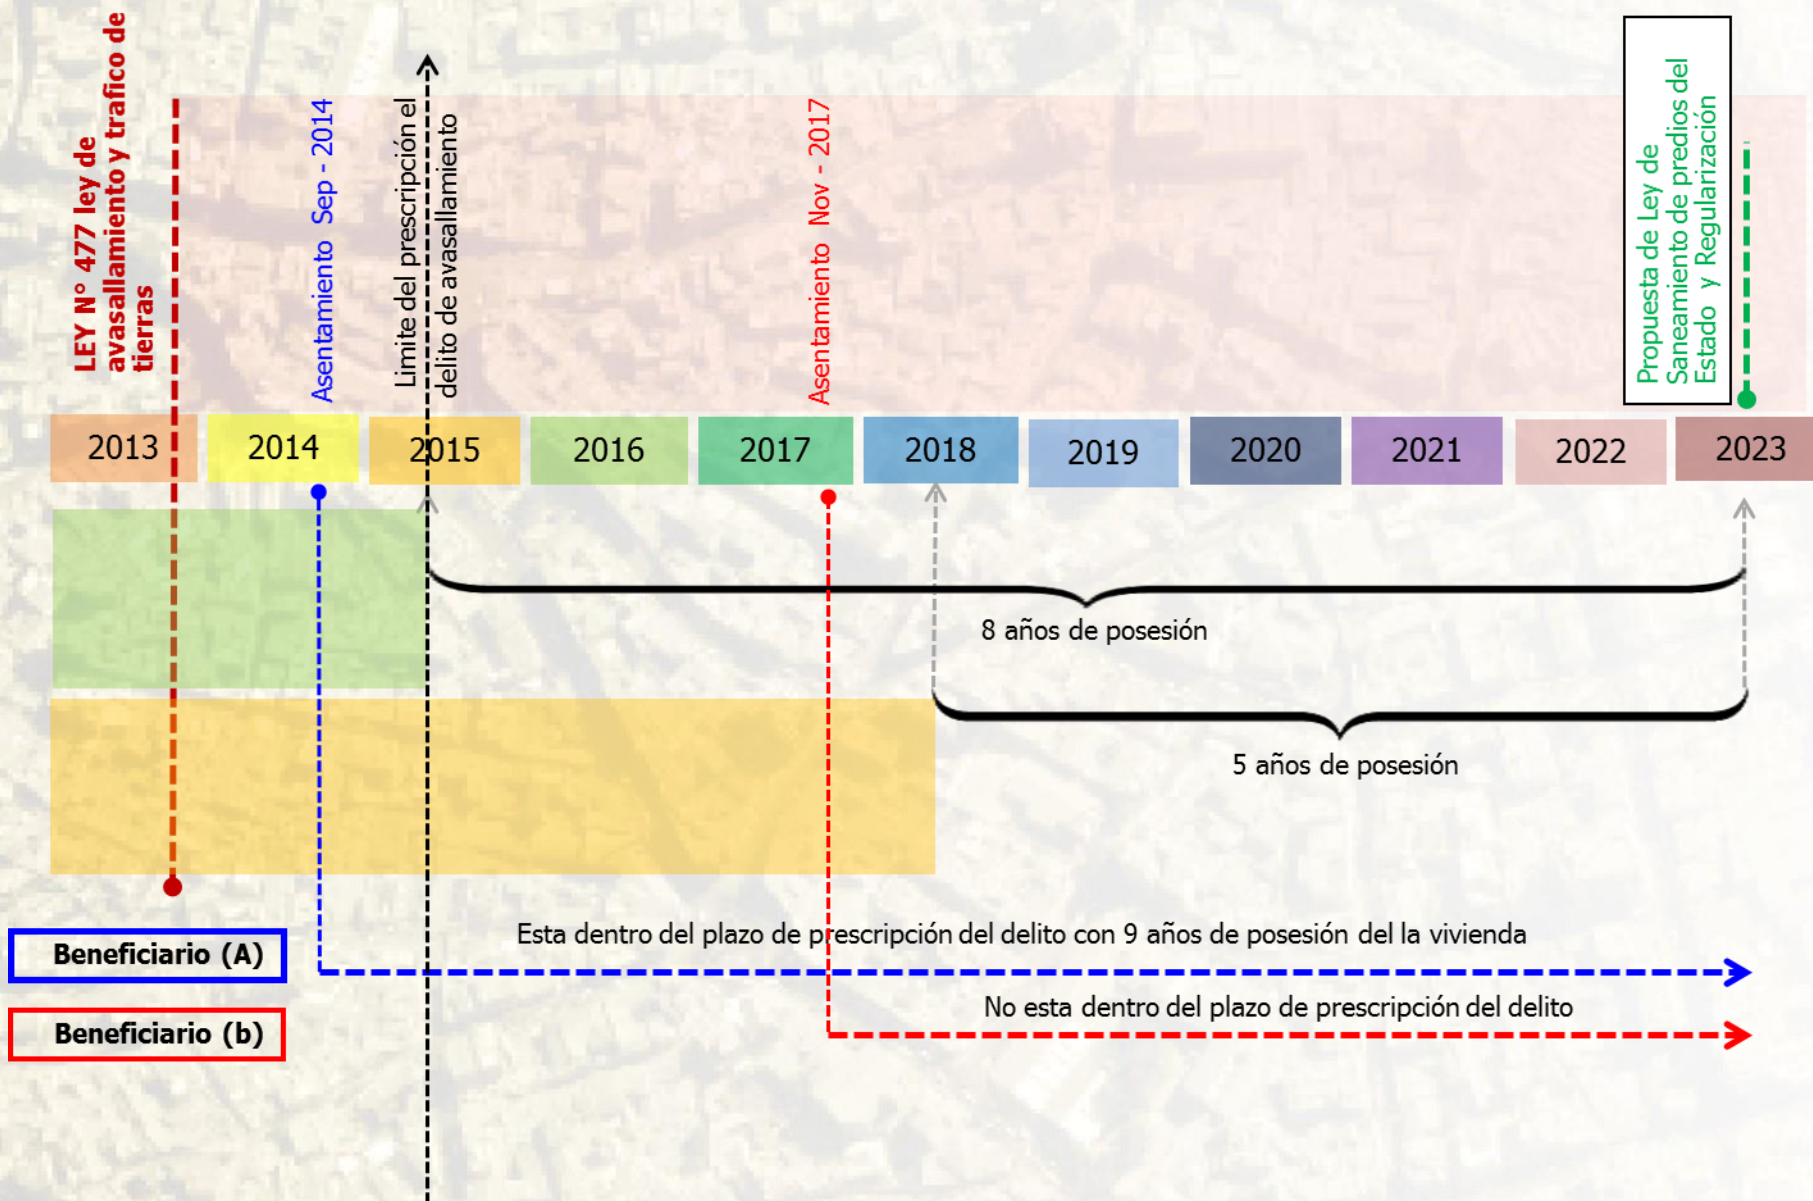 LEY N° 477 ley de
avasallamiento y trafico de
tierras
Asentamiento Sep - 2014
Limite del prescripción el
delito de avasallamiento
Asentamiento Nov - 2017
Propuesta de Ley de
Saneamiento de predios del
Estado y Regularización
2013
2014
2015
2016
2017
2018
2019
2020
2021
2022
2023
8 años de posesión
5 años de posesión
Esta dentro del plazo de prescripción del delito con 9 años de posesión del la vivienda
Beneficiario (A)
No esta dentro del plazo de prescripción del delito
Beneficiario (b)